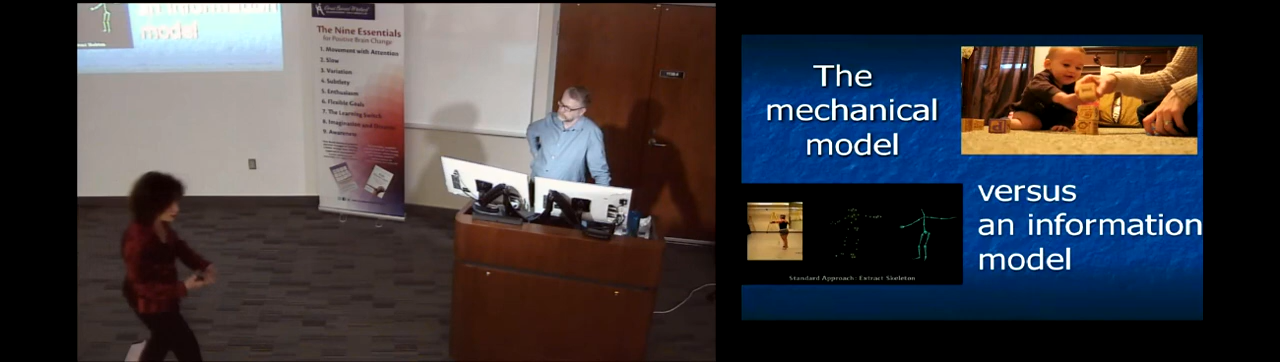 an information
model
The Nine Essentials
for Positive Brain Change
1. Movement with Attention
2. Slow
3. Variation
4. Subtlety
5. Enthusiasm
6. Flexible Goals
7. The Learning Switch
8. Imagination and Dreams
9. Awareness
The
mechanical
model
versus
an information
model
Standard Approach: Extract Skeleton